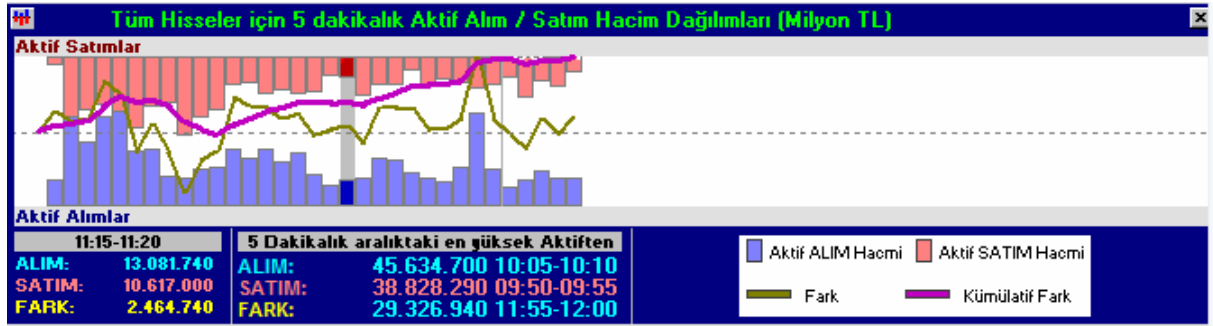 Tüm Hisseler için 5 dakikalık Aktif Alım / Satım Hacim Dağılımları (Milyon TL)
Aktif Satımlar
Aktif Alımlar
11:15-11:20
ALIM: 13.081.740
SATIM: 10.617.000
FARK: 2.464.740
5 Dakikalık aralıktaki en yüksek Aktiften
ALIM: 45.634.700 10:05-10:10
SATIM: 38.828.290 09:50-09:55
FARK: 29.326.940 11:55-12:00
Aktif ALIM Hacmi Aktif SATIM Hacmi
Fark Kümülatif Fark